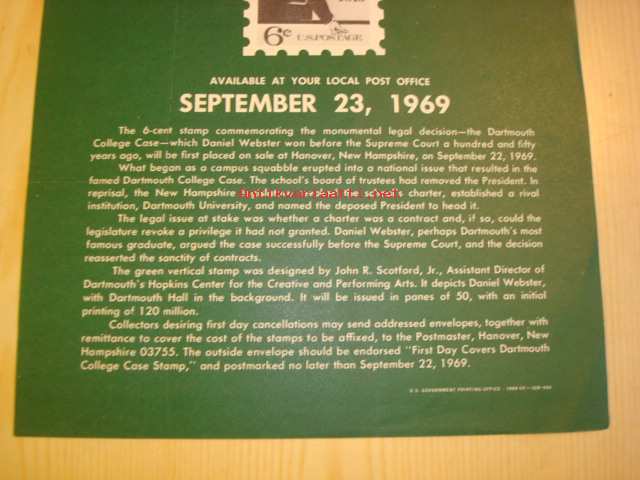 6c U.S.POSTAGE
AVAILABLE AT YOUR LOCAL POST OFFICE
SEPTEMBER 23, 1969
The 6-cent stamp commemorating the monumental legal decision—the Dartmouth
College Case—which Daniel Webster won before the Supreme Court a hundred and fifty
years ago, will be first placed on sale at Hanover, New Hampshire, on September 22, 1969.
What began as a campus squabble erupted into a national issue that resulted in the
famed Dartmouth College Case. The school's board of trustees had removed the President. In
reprisal, the New Hampshire the school's charter, established a rival
institution, Dartmouth University, and named the deposed President to head it.
The legal issue at stake was whether a charter was a contract and, if so, could the
legislature revoke a privilege it had not granted. Daniel Webster, perhaps Dartmouth's most
famous graduate, argued the case successfully before the Supreme Court, and the decision
reasserted the sanctity of contracts.
The green vertical stamp was designed by John R. Scotford, Jr., Assistant Director of
Dartmouth's Hopkins Center for the Creative and Performing Arts. It depicts Daniel Webster,
with Dartmouth Hall in the background. It will be issued in panes of 50, with an initial
printing of 120 million.
Collectors desiring first day cancellations may send addressed envelopes, together with
remittance to cover the cost of the stamps to be affixed, to the Postmaster, Hanover, New
Hampshire 03755. The outside envelope should be endorsed "First Day Covers Dartmouth
College Case Stamp," and postmarked no later than September 22, 1969.
U.S. GOVERNMENT PRINTING OFFICE